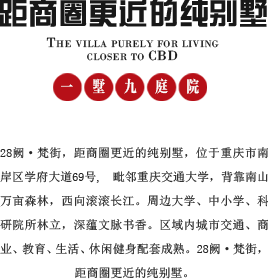 距商圈更近的纯别墅
THE VILLA PURELY FOR LIVING
CLOSER TO CBD
一墅九庭院
28阙·梵街，距商圈更近的纯别墅，位于重庆市南
岸区学府大道69号， 毗邻重庆交通大学，背靠南山
万亩森林，西向滚滚长江。周边大学、中小学、科
研院所林立，深蕴文脉书香。区域内城市交通、商
业、教育、生活、休闲健身配套成熟。28阙·梵街，
距商圈更近的纯别墅。